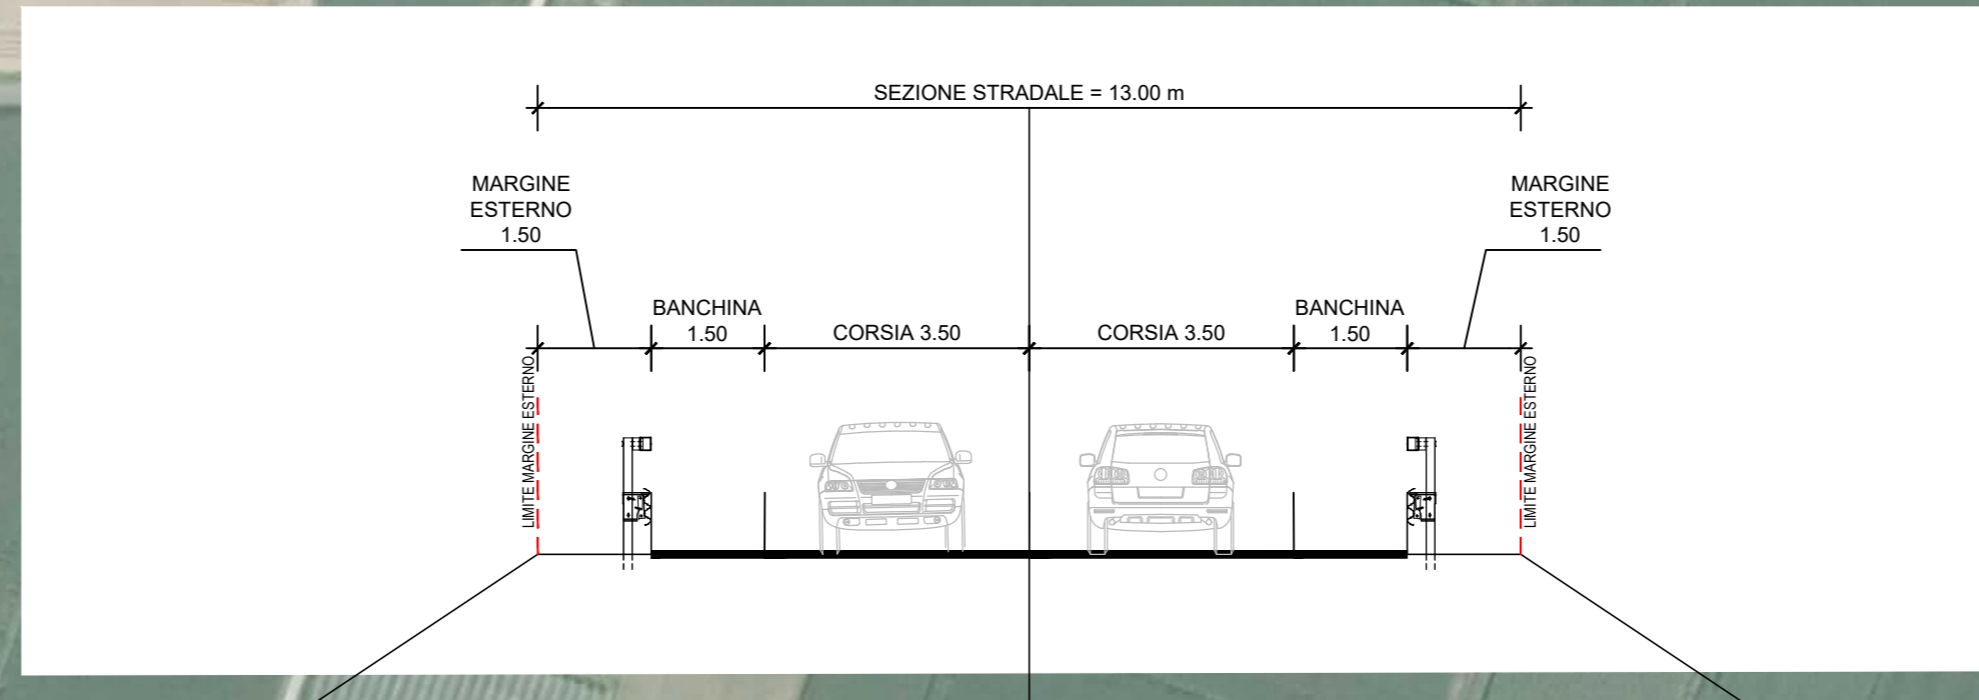 SEZIONE STRADALE = 13.00 m
MARGINE
ESTERNO
1.50
MARGINE
ESTERNO
1.50
BANCHINA
1.50
CORSIA 3.50
CORSIA 3.50
BANCHINA
1.50
LIMITE MARGINE ESTERNO
LIMITE MARGINE ESTERNO